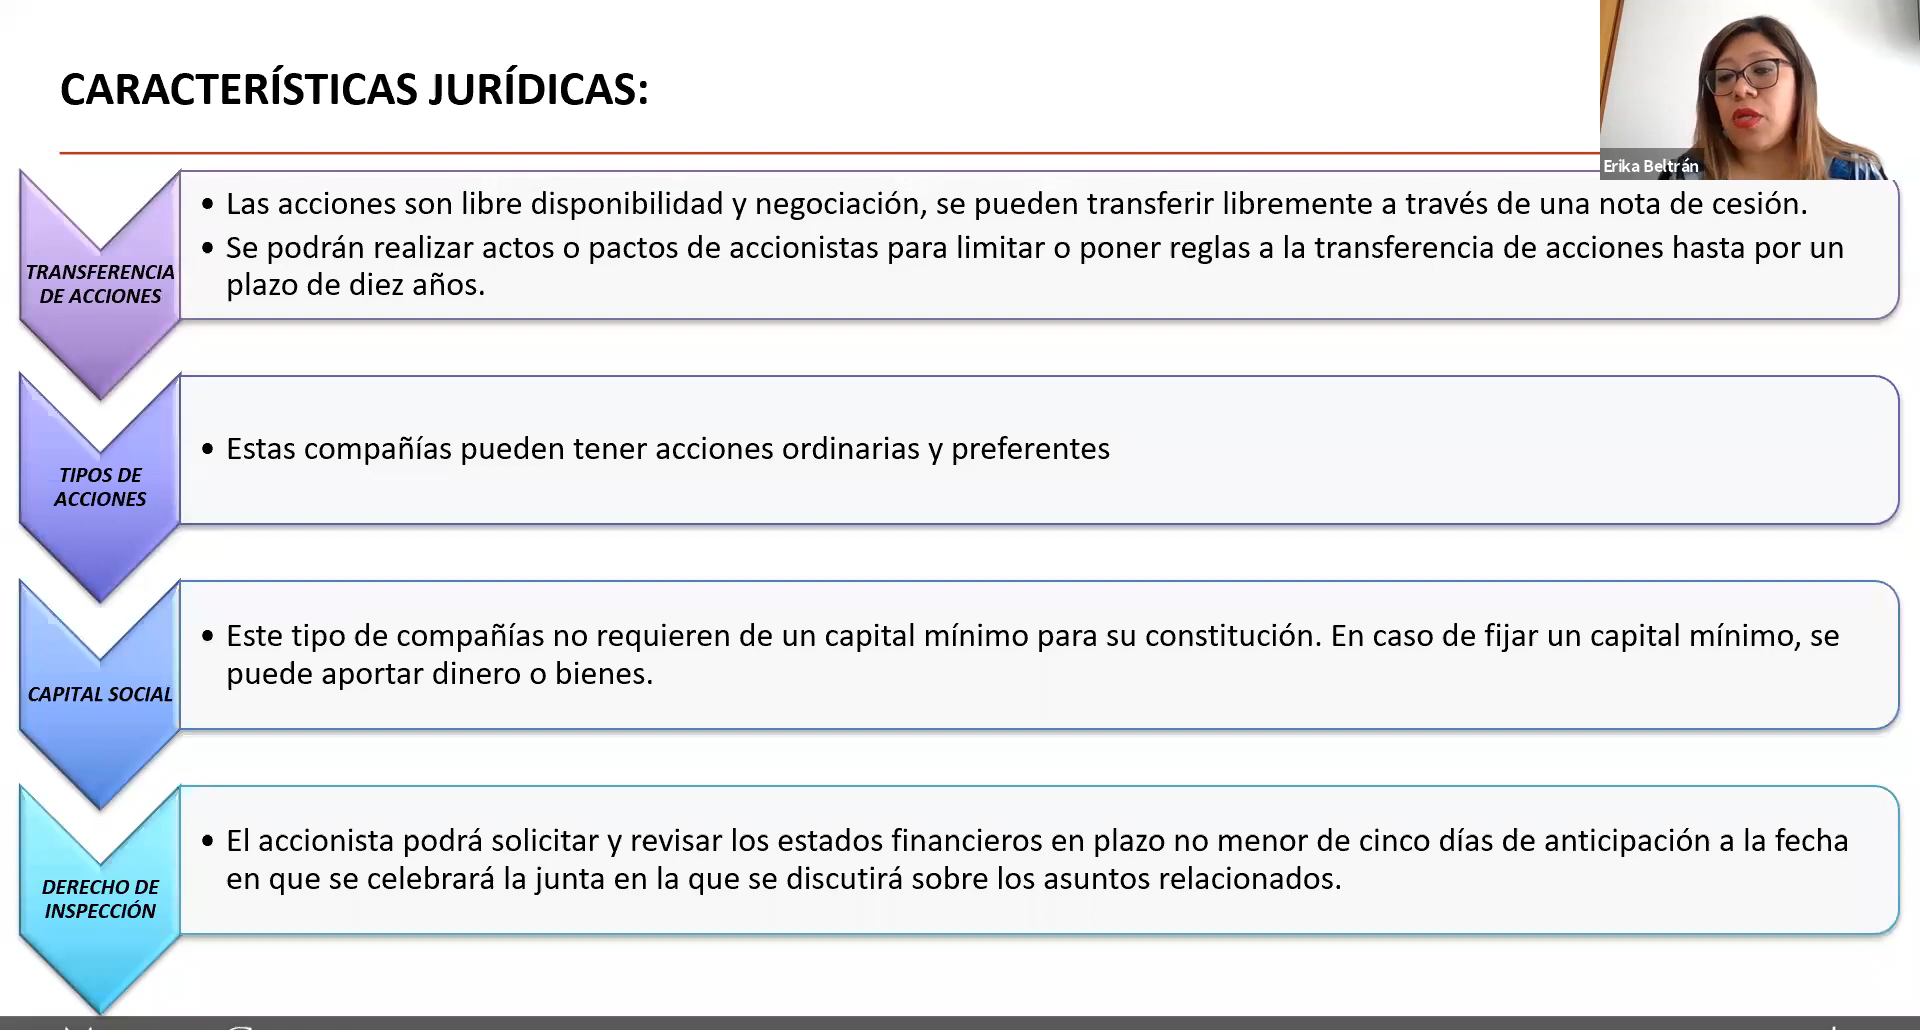 CARACTERÍSTICAS JURÍDICAS:
Erika Beltrán
TRANSFERENCIA
DE ACCIONES
• Las acciones son libre disponibilidad y negociación, se pueden transferir libremente a través de una nota de cesión.
• Se podrán realizar actos o pactos de accionistas para limitar o poner reglas a la transferencia de acciones hasta por un
plazo de diez años.
TIPOS DE
ACCIONES
• Estas compañías pueden tener acciones ordinarias y preferentes
CAPITAL SOCIAL
• Este tipo de compañías no requieren de un capital mínimo para su constitución. En caso de fijar un capital mínimo, se
puede aportar dinero o bienes.
DERECHO DE
INSPECCIÓN
• El accionista podrá solicitar y revisar los estados financieros en plazo no menor de cinco días de anticipación a la fecha
en que se celebrará la junta en la que se discutirá sobre los asuntos relacionados.